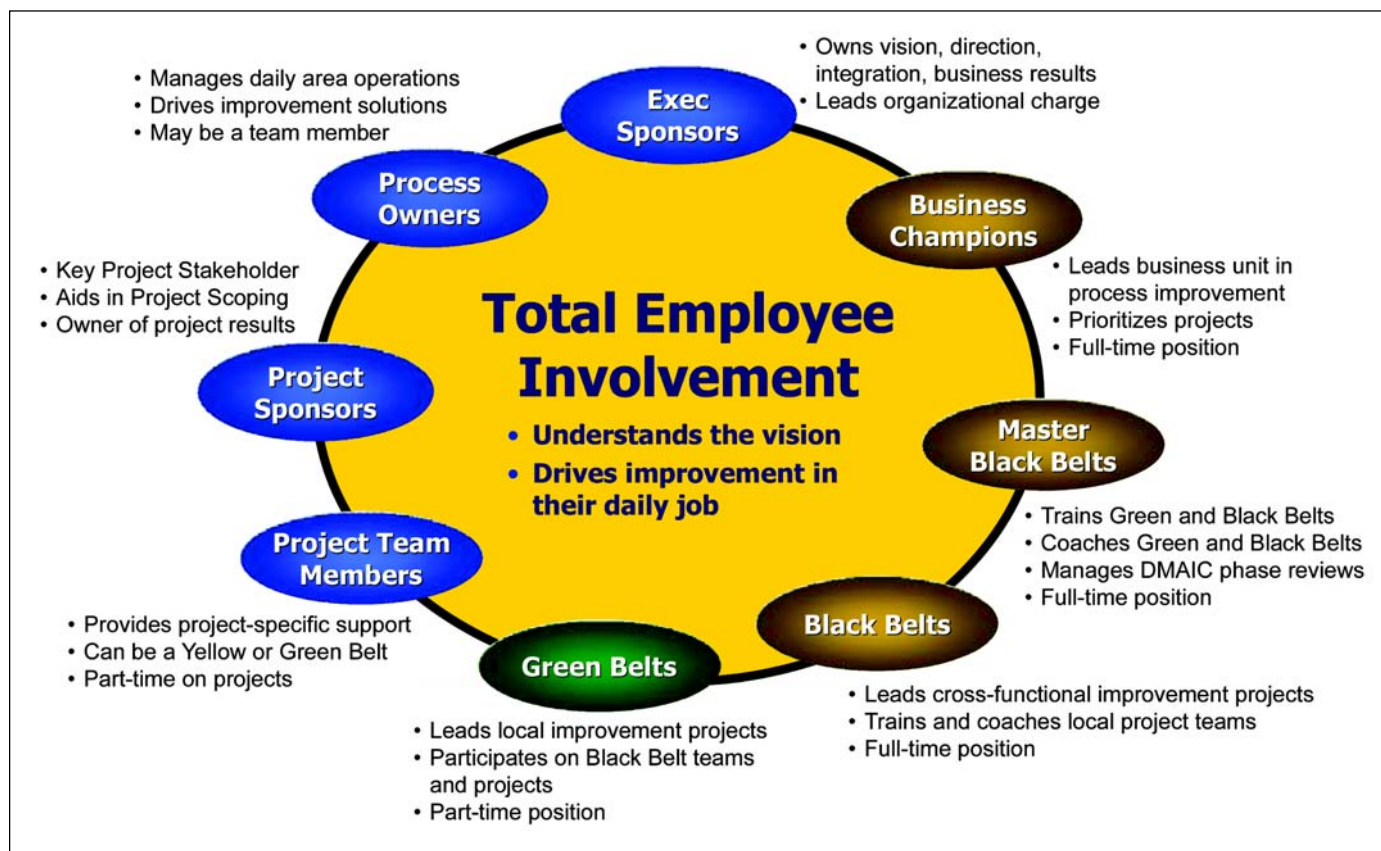 • Owns vision, direction,
integration, business results
• Leads organizational charge
Exec
Sponsors
• Manages daily area operations
• Drives improvement solutions
• May be a team member
Process
Owners
Business
Champions
• Leads business unit in
process improvement
• Prioritizes projects
• Full-time position
• Key Project Stakeholder
• Aids in Project Scoping
• Owner of project results
Project
Sponsors
Total Employee
Involvement
• Understands the vision
• Drives improvement in
their daily job
Master
Black Belts
• Trains Green and Black Belts
• Coaches Green and Black Belts
• Manages DMAIC phase reviews
• Full-time position
Project Team
Members
• Provides project-specific support
• Can be a Yellow or Green Belt
• Part-time on projects
Green Belts
• Leads local improvement projects
• Participates on Black Belt teams
and projects
• Part-time position
Black Belts
• Leads cross-functional improvement projects
• Trains and coaches local project teams
• Full-time position